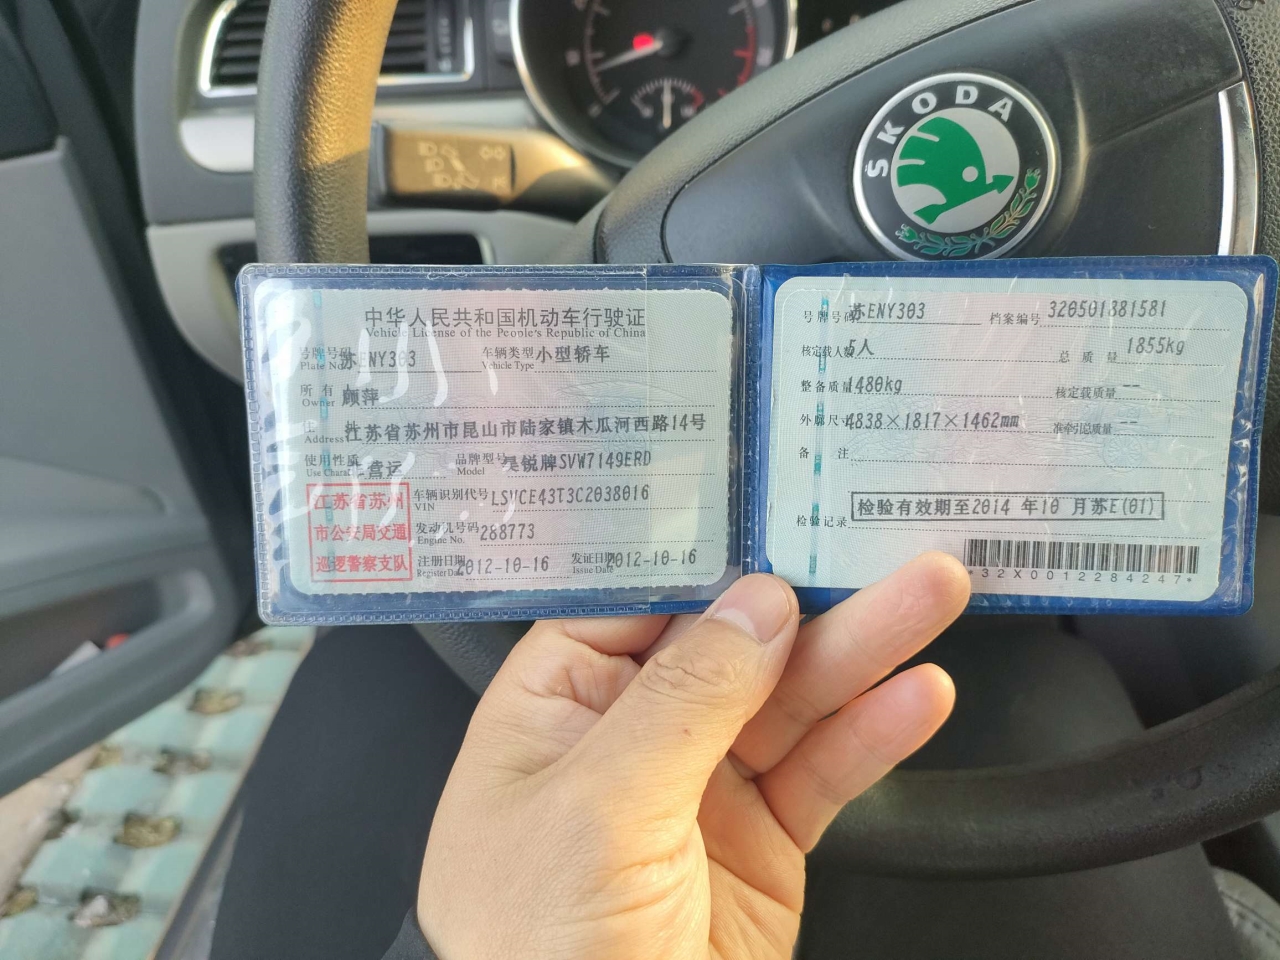 ŠKODA
中华人民共和国机动车行驶证
Vehicle License of the People's Republic of China
号牌号码 苏ENY303 车辆类型 小型轿车
Plate No. Vehicle Type
所有人 顾萍
Owner
住址 江苏省苏州市昆山市陆家镇木瓜河西路14号
Address
使用性质 营运 品牌型号 昊锐牌SVW7149ERD
Use Character Model
江苏省苏州
市公安局交通
巡逻警察支队
车辆识别代号 LSVCE43T3C2038016
VIN
发动机号码 288773
Engine No.
注册日期 2012-10-16 发证日期 2012-10-16
Register Date Issue Date
号牌号码 苏ENY303 档案编号 320501881581
核定载人数 5人 总质量 1855kg
整备质量 1480kg 核定载质量 --
外廓尺寸 4838×1817×1462mm 准牵引总质量 --
备注
检验记录 检验有效期至2014年10月苏E(01)
*32X0012284247*